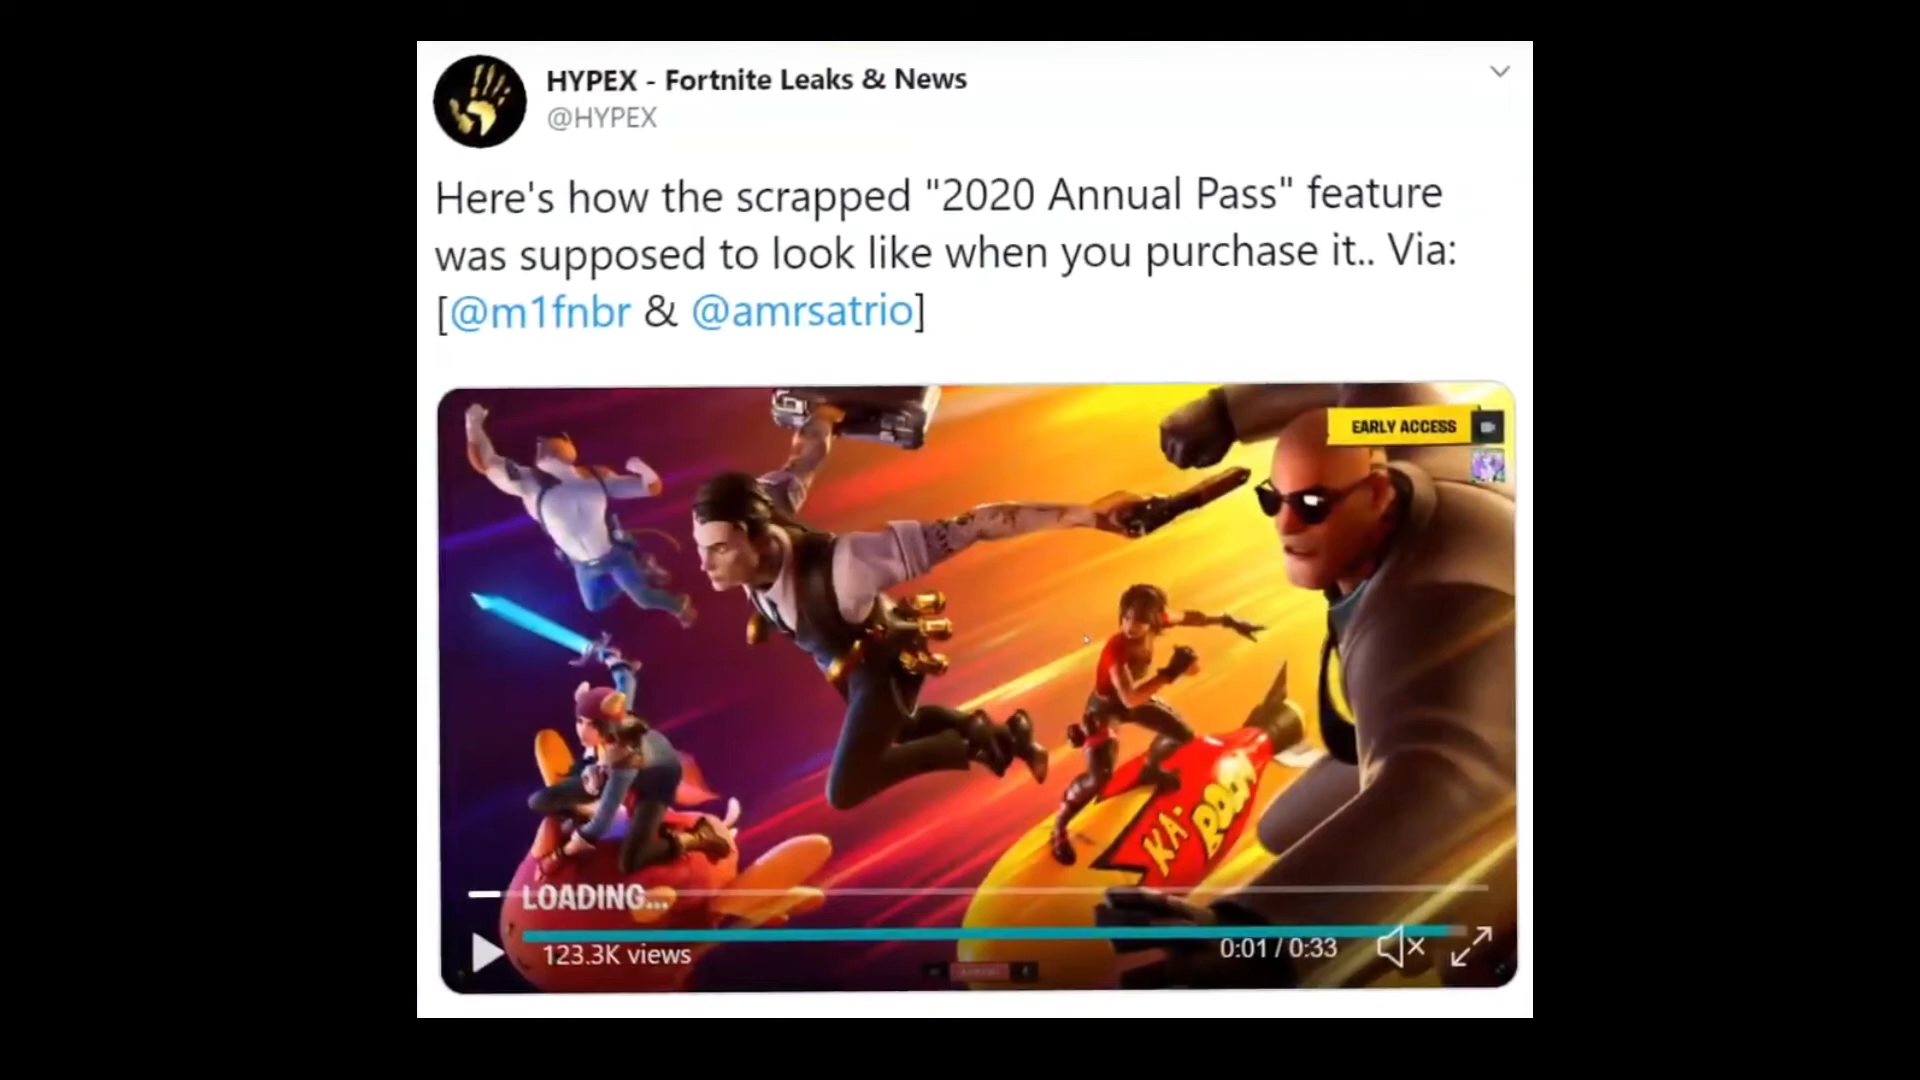 HYPEX - Fortnite Leaks & News
@HYPEX
Here's how the scrapped "2020 Annual Pass" feature
was supposed to look like when you purchase it.. Via:
[@m1fnbr & @amrsatrio]
EARLY ACCESS
KA-
BOOM
LOADING...
123.3K views
0:01 / 0:33